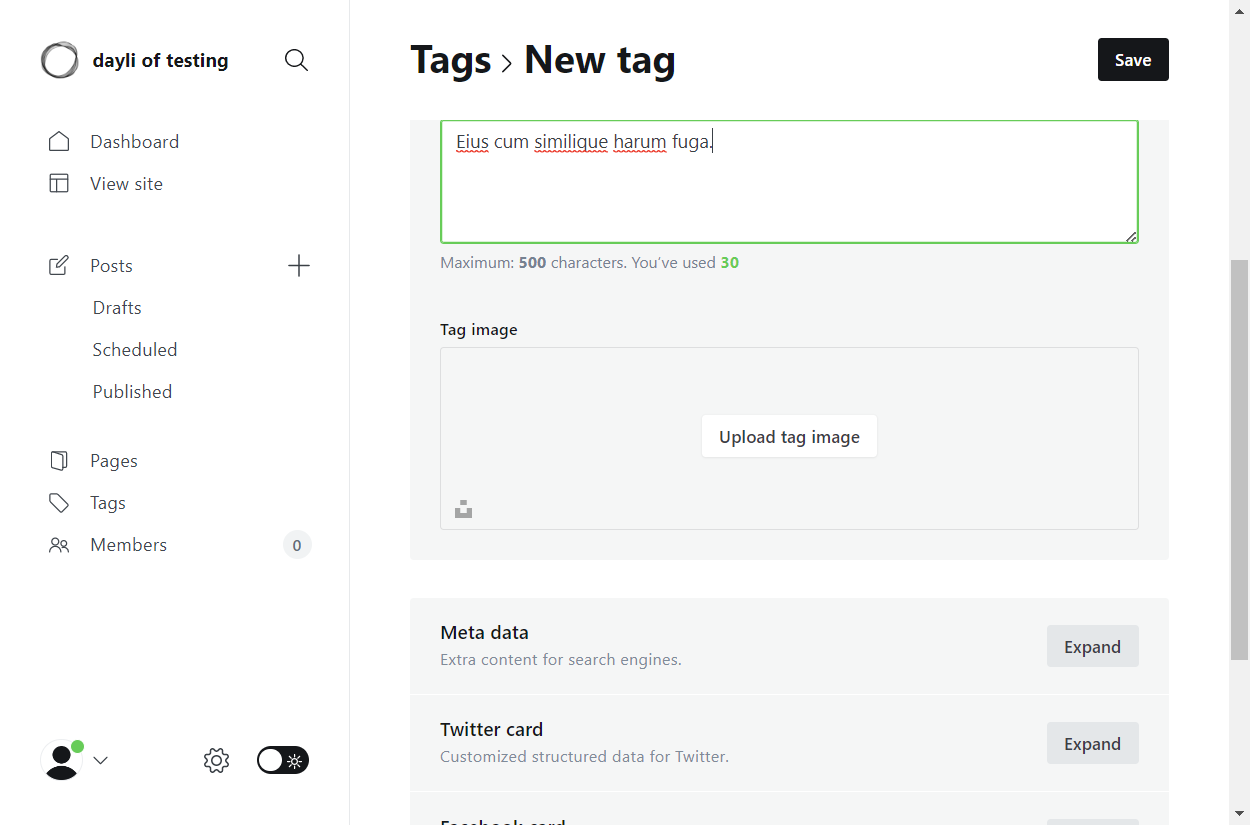 dayli of testing
Dashboard
View site
Posts
Drafts
Scheduled
Published
Pages
Tags
Members
0
Tags > New tag
Save
Eius cum similique harum fuga.
Maximum: 500 characters. You’ve used 30
Tag image
Upload tag image
Meta data
Extra content for search engines.
Expand
Twitter card
Customized structured data for Twitter.
Expand
Facebook card